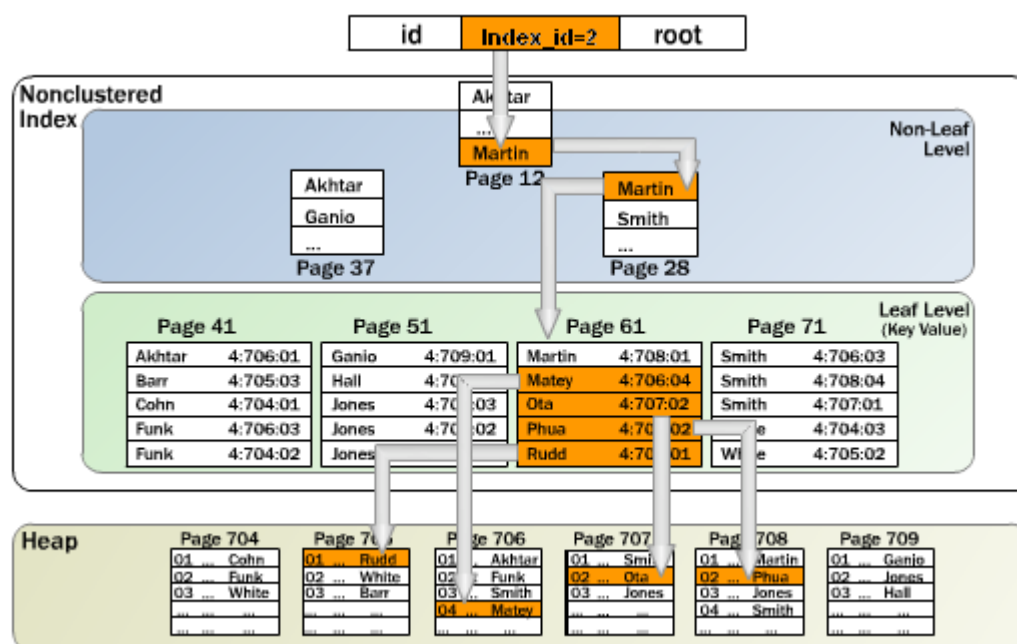 id Index_id=2 root
Nonclustered
Index
Akhtar
...
Martin
Page 12
Non-Leaf
Level
Akhtar
Ganio
...
Page 37
Martin
Smith
...
Page 28
Leaf Level
(Key Value)
Page 41
Akhtar 4:706:01
Barr 4:705:03
Cohn 4:704:01
Funk 4:706:03
Funk 4:704:02
Page 51
Ganio 4:709:01
Hall
Jones
Jones
Jones
Page 61
Martin 4:708:01
Matey 4:706:04
Ota 4:707:02
Phua
Rudd
Page 71
Smith 4:706:03
Smith 4:708:04
Smith 4:707:01
4:704:03
White 4:705:02
Heap
Page 704
01 ... Cohn
02 ... Funk
03 ... White
... ... ...
... ... ...
Page
01 ... Rudd
02 ... White
03 ... Barr
... ... ...
... ... ...
Page 706
01 ... Akhtar
02 Funk
03 ... Smith
04 ... Matey
... ... ...
Page 707
01 ... Smith
02 ... Ota
03 ... Jones
... ... ...
... ... ...
Page 708
01 ... Martin
02 ... Phua
03 ... Jones
04 ... Smith
... ... ...
Page 709
01 ... Ganio
02 ... Jones
03 ... Hall
... ... ...
... ... ...